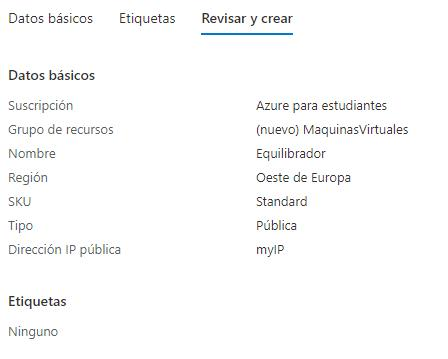 Datos básicos Etiquetas Revisar y crear
Datos básicos
Suscripción Azure para estudiantes
Grupo de recursos (nuevo) MaquinasVirtuales
Nombre Equilibrador
Región Oeste de Europa
SKU Standard
Tipo Pública
Dirección IP pública myIP
Etiquetas
Ninguno